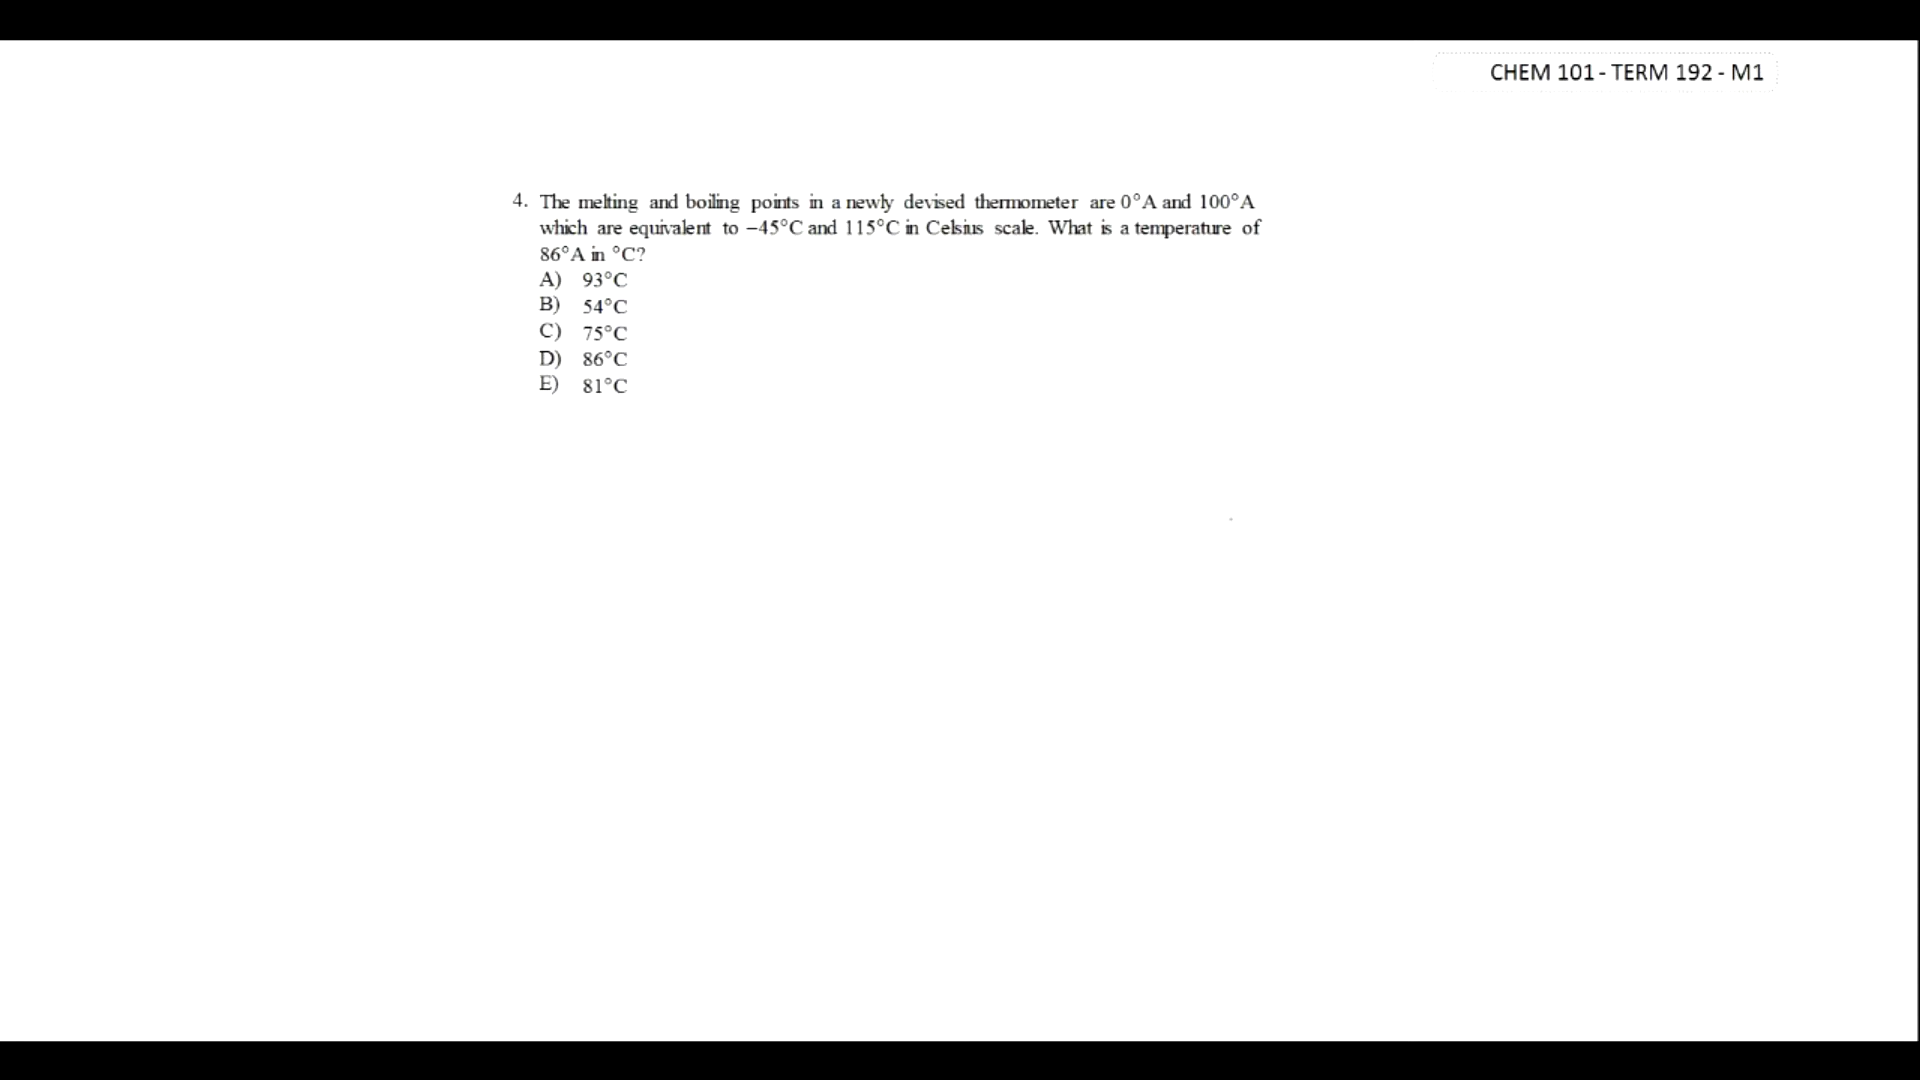 CHEM 101 - TERM 192 - M1
4. The melting and boiling points in a newly devised thermometer are 0°A and 100°A
which are equivalent to −45°C and 115°C in Celsius scale. What is a temperature of
86°A in °C?
A) 93°C
B) 54°C
C) 75°C
D) 86°C
E) 81°C